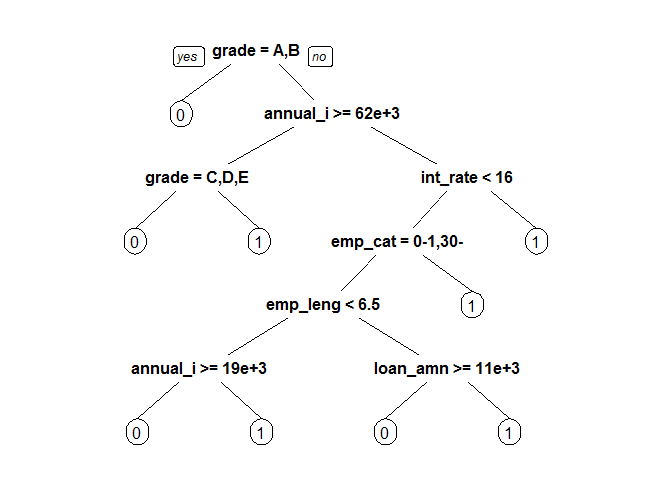 yes grade = A,B no
0 annual_i >= 62e+3
grade = C,D,E int_rate < 16
0 1 emp_cat = 0-1,30- 1
emp_leng < 6.5 1
annual_i >= 19e+3 loan_amn >= 11e+3
0 1 0 1